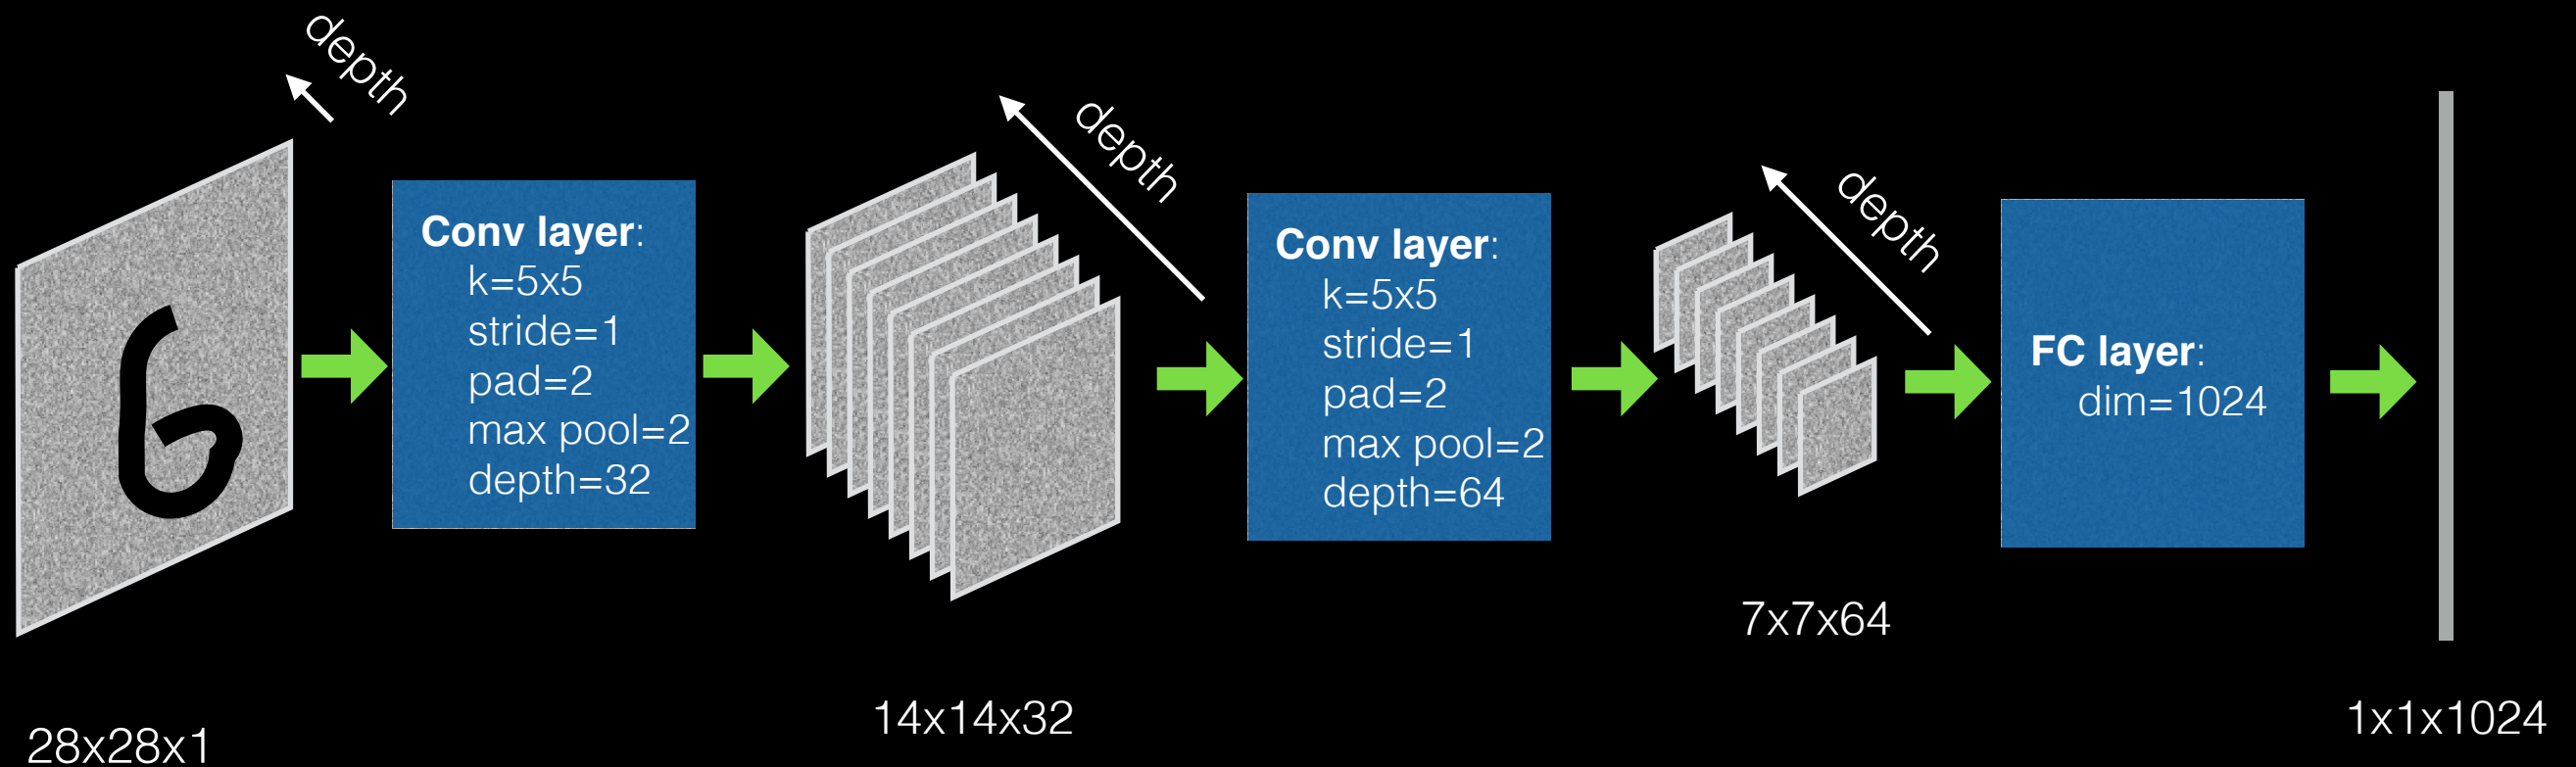 depth
28x28x1
Conv layer:
k=5x5
stride=1
pad=2
max pool=2
depth=32
depth
14x14x32
Conv layer:
k=5x5
stride=1
pad=2
max pool=2
depth=64
depth
7x7x64
FC layer:
dim=1024
1x1x1024